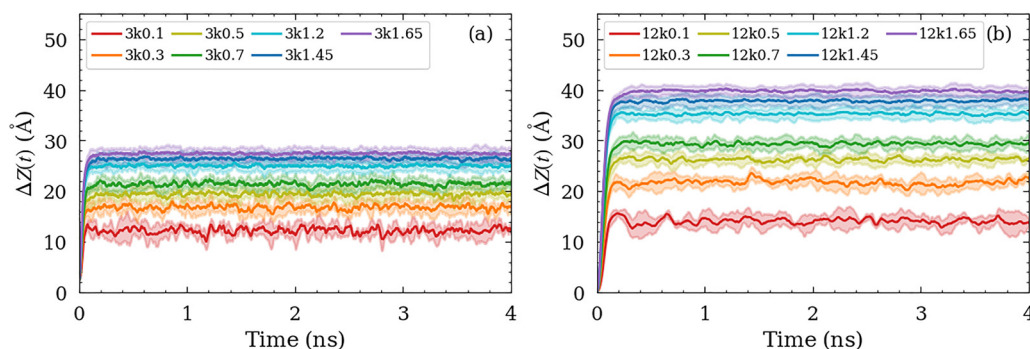 3k0.1 3k0.5 3k1.2 3k1.65 (a)
3k0.3 3k0.7 3k1.45
50
40
30
20
10
0
ΔZ(t) (Å)
0 1 2 3 4
Time (ns)
12k0.1 12k0.5 12k1.2 12k1.65 (b)
12k0.3 12k0.7 12k1.45
50
40
30
20
10
0
ΔZ(t) (Å)
0 1 2 3 4
Time (ns)